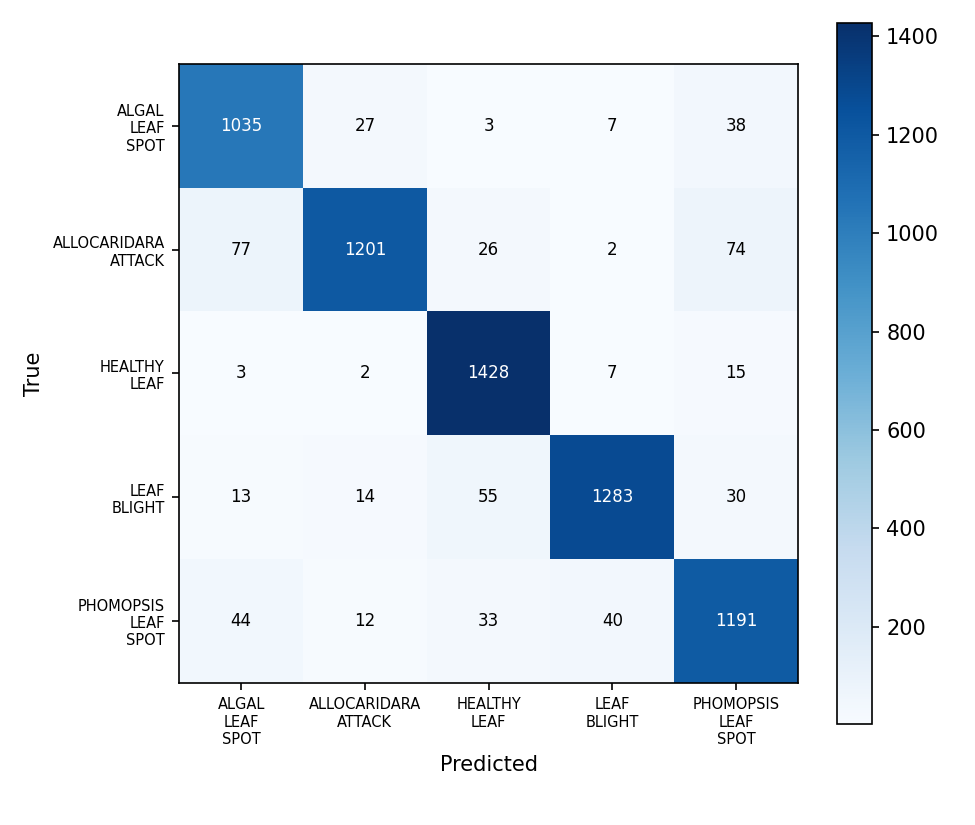 ALGAL
LEAF
SPOT
1035 27 3 7 38
ALLOCARIDARA
ATTACK
77 1201 26 2 74
HEALTHY
LEAF
3 2 1428 7 15
LEAF
BLIGHT
13 14 55 1283 30
PHOMOPSIS
LEAF
SPOT
44 12 33 40 1191
True
ALGAL
LEAF
SPOT
ALLOCARIDARA
ATTACK
HEALTHY
LEAF
LEAF
BLIGHT
PHOMOPSIS
LEAF
SPOT
Predicted
1400
1200
1000
800
600
400
200